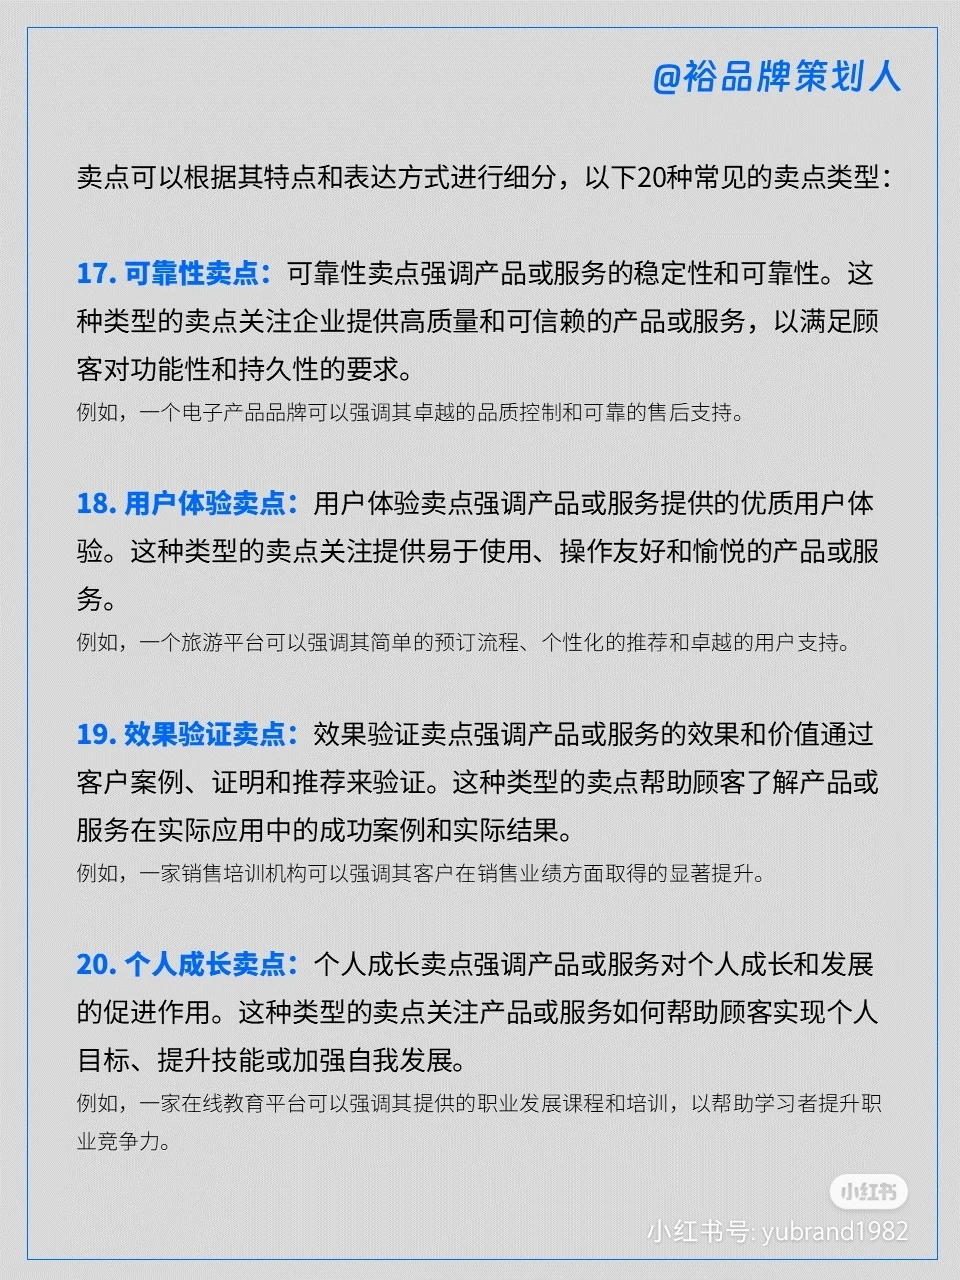 @裕品牌策划人
卖点可以根据其特点和表达方式进行细分，以下20种常见的卖点类型：
17. 可靠性卖点：可靠性卖点强调产品或服务的稳定性和可靠性。这
种类型的卖点关注企业提供高质量和可信赖的产品或服务，以满足顾
客对功能性和持久性的要求。
例如，一个电子产品品牌可以强调其卓越的品质控制和可靠的售后支持。
18. 用户体验卖点：用户体验卖点强调产品或服务提供的优质用户体
验。这种类型的卖点关注提供易于使用、操作友好和愉悦的产品或服
务。
例如，一个旅游平台可以强调其简单的预订流程、个性化的推荐和卓越的用户支持。
19. 效果验证卖点：效果验证卖点强调产品或服务的效果和价值通过
客户案例、证明和推荐来验证。这种类型的卖点帮助顾客了解产品或
服务在实际应用中的成功案例和实际结果。
例如，一家销售培训机构可以强调其客户在销售业绩方面取得的显著提升。
20. 个人成长卖点：个人成长卖点强调产品或服务对个人成长和发展
的促进作用。这种类型的卖点关注产品或服务如何帮助顾客实现个人
目标、提升技能或加强自我发展。
例如，一家在线教育平台可以强调其提供的职业发展课程和培训，以帮助学习者提升职
业竞争力。
小红书
小红书号: yubrand1982